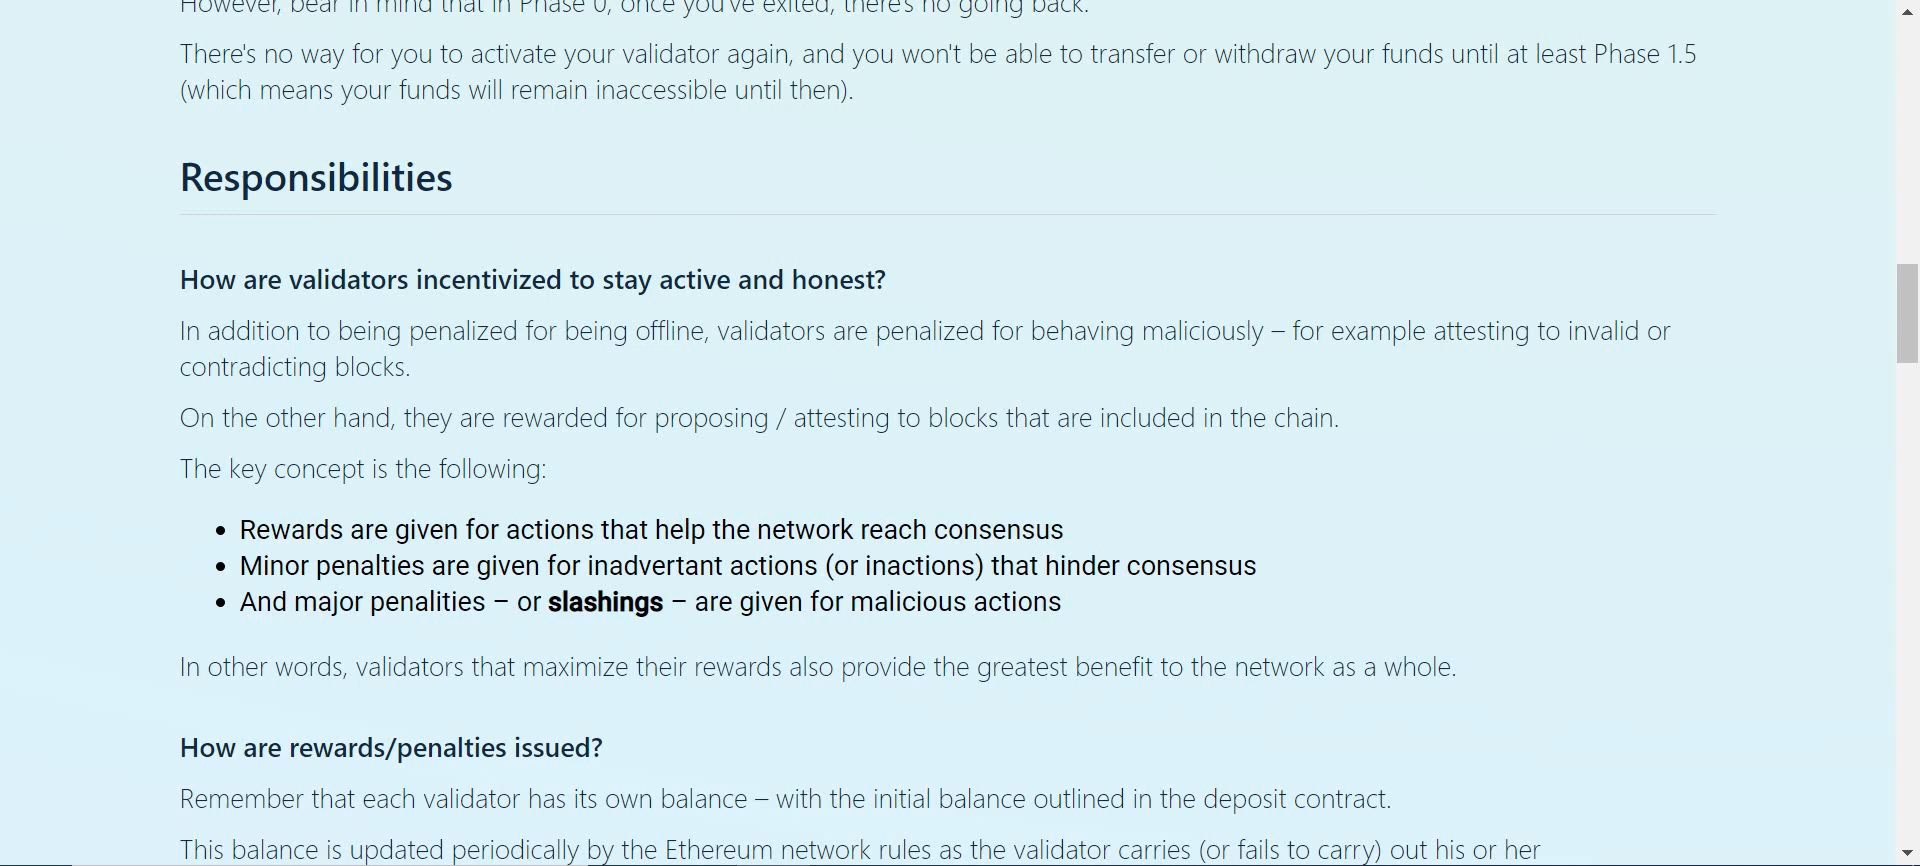 However, bear in mind that in Phase 0, once you've exited, there's no going back.
There's no way for you to activate your validator again, and you won't be able to transfer or withdraw your funds until at least Phase 1.5
(which means your funds will remain inaccessible until then).
Responsibilities
How are validators incentivized to stay active and honest?
In addition to being penalized for being offline, validators are penalized for behaving maliciously – for example attesting to invalid or
contradicting blocks.
On the other hand, they are rewarded for proposing / attesting to blocks that are included in the chain.
The key concept is the following:
• Rewards are given for actions that help the network reach consensus
• Minor penalties are given for inadvertant actions (or inactions) that hinder consensus
• And major penalities – or slashings – are given for malicious actions
In other words, validators that maximize their rewards also provide the greatest benefit to the network as a whole.
How are rewards/penalties issued?
Remember that each validator has its own balance – with the initial balance outlined in the deposit contract.
This balance is updated periodically by the Ethereum network rules as the validator carries (or fails to carry) out his or her